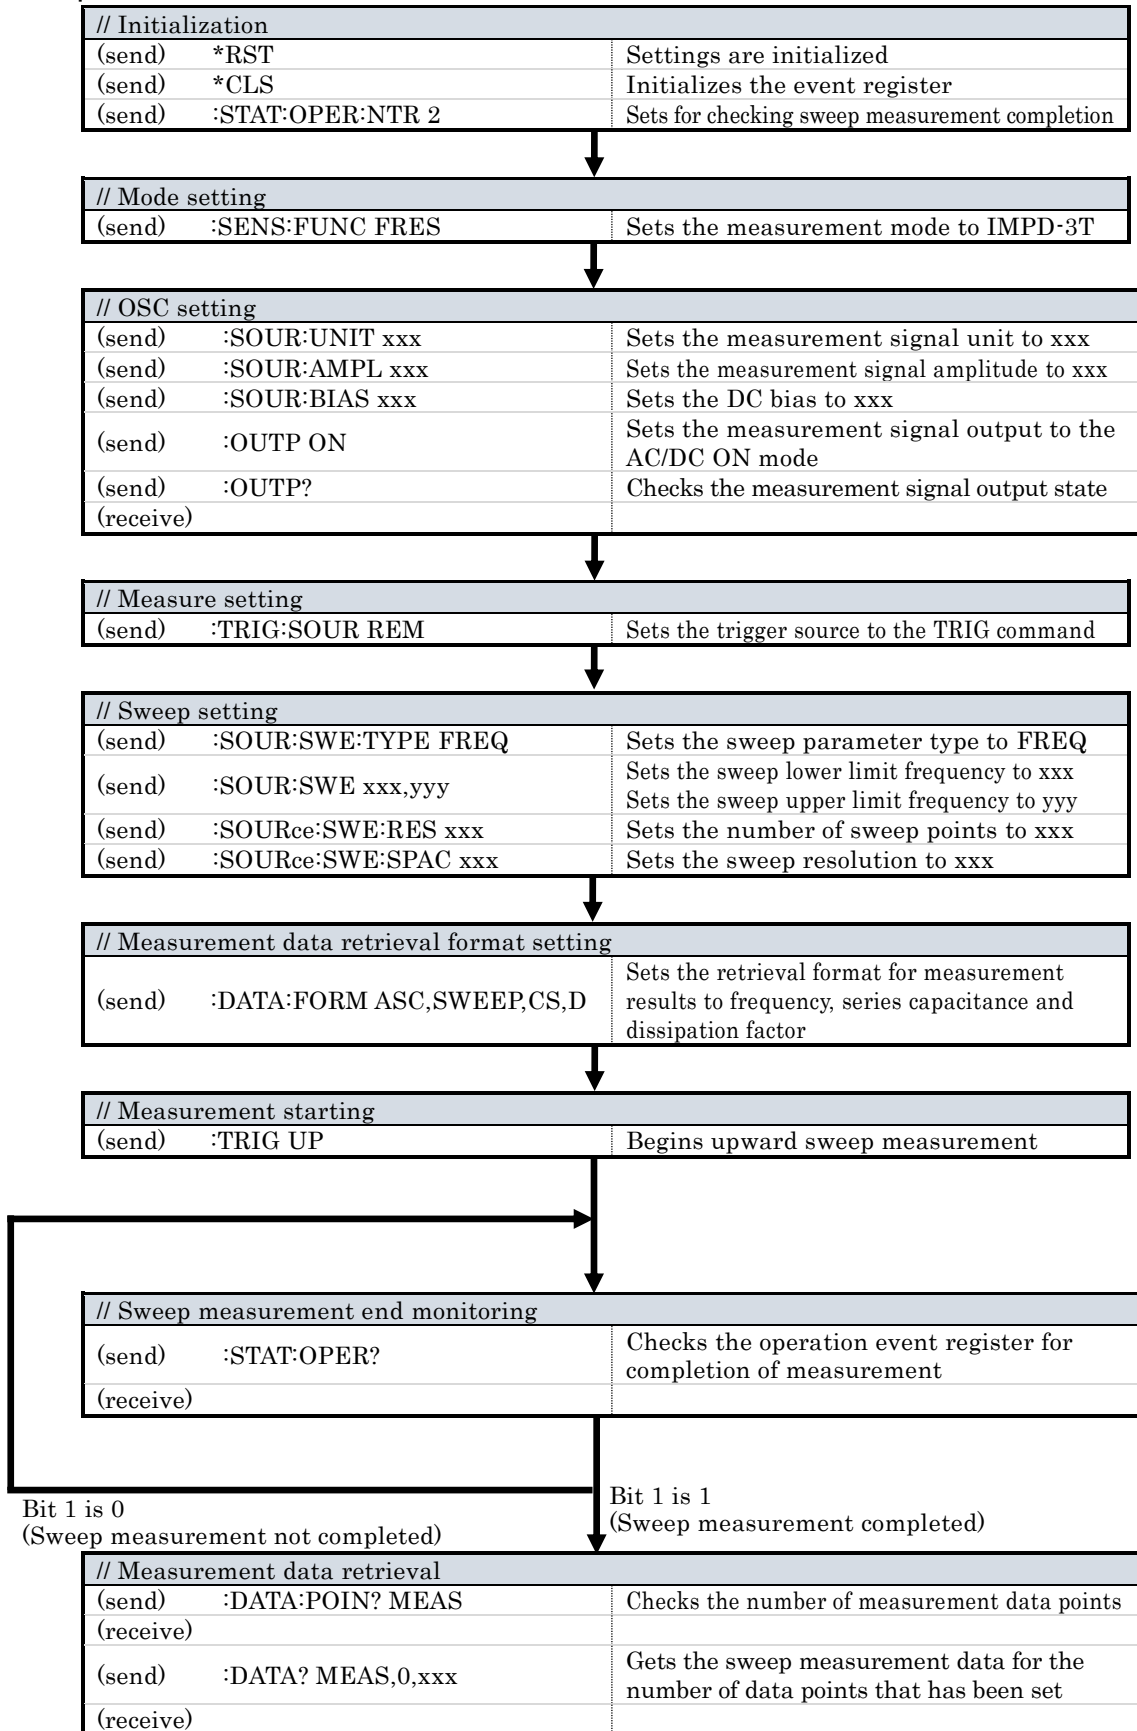 // Initialization
(send) *RST Settings are initialized
(send) *CLS Initializes the event register
(send) :STAT:OPER:NTR 2 Sets for checking sweep measurement completion
// Mode setting
(send) :SENS:FUNC FRES Sets the measurement mode to IMPD-3T
// OSC setting
(send) :SOUR:UNIT xxx Sets the measurement signal unit to xxx
(send) :SOUR:AMPL xxx Sets the measurement signal amplitude to xxx
(send) :SOUR:BIAS xxx Sets the DC bias to xxx
(send) :OUTP ON Sets the measurement signal output to the
AC/DC ON mode
(send) :OUTP? Checks the measurement signal output state
(receive)
// Measure setting
(send) :TRIG:SOUR REM Sets the trigger source to the TRIG command
// Sweep setting
(send) :SOUR:SWE:TYPE FREQ Sets the sweep parameter type to FREQ
(send) :SOUR:SWE xxx,yyy Sets the sweep lower limit frequency to xxx
Sets the sweep upper limit frequency to yyy
(send) :SOURce:SWE:RES xxx Sets the number of sweep points to xxx
(send) :SOURce:SWE:SPAC xxx Sets the sweep resolution to xxx
// Measurement data retrieval format setting
(send) :DATA:FORM ASC,SWEEP,CS,D Sets the retrieval format for measurement
results to frequency, series capacitance and
dissipation factor
// Measurement starting
(send) :TRIG UP Begins upward sweep measurement
// Sweep measurement end monitoring
(send) :STAT:OPER? Checks the operation event register for
completion of measurement
(receive)
Bit 1 is 0
(Sweep measurement not completed)
Bit 1 is 1
(Sweep measurement completed)
// Measurement data retrieval
(send) :DATA:POIN? MEAS Checks the number of measurement data points
(receive)
(send) :DATA? MEAS,0,xxx Gets the sweep measurement data for the
number of data points that has been set
(receive)